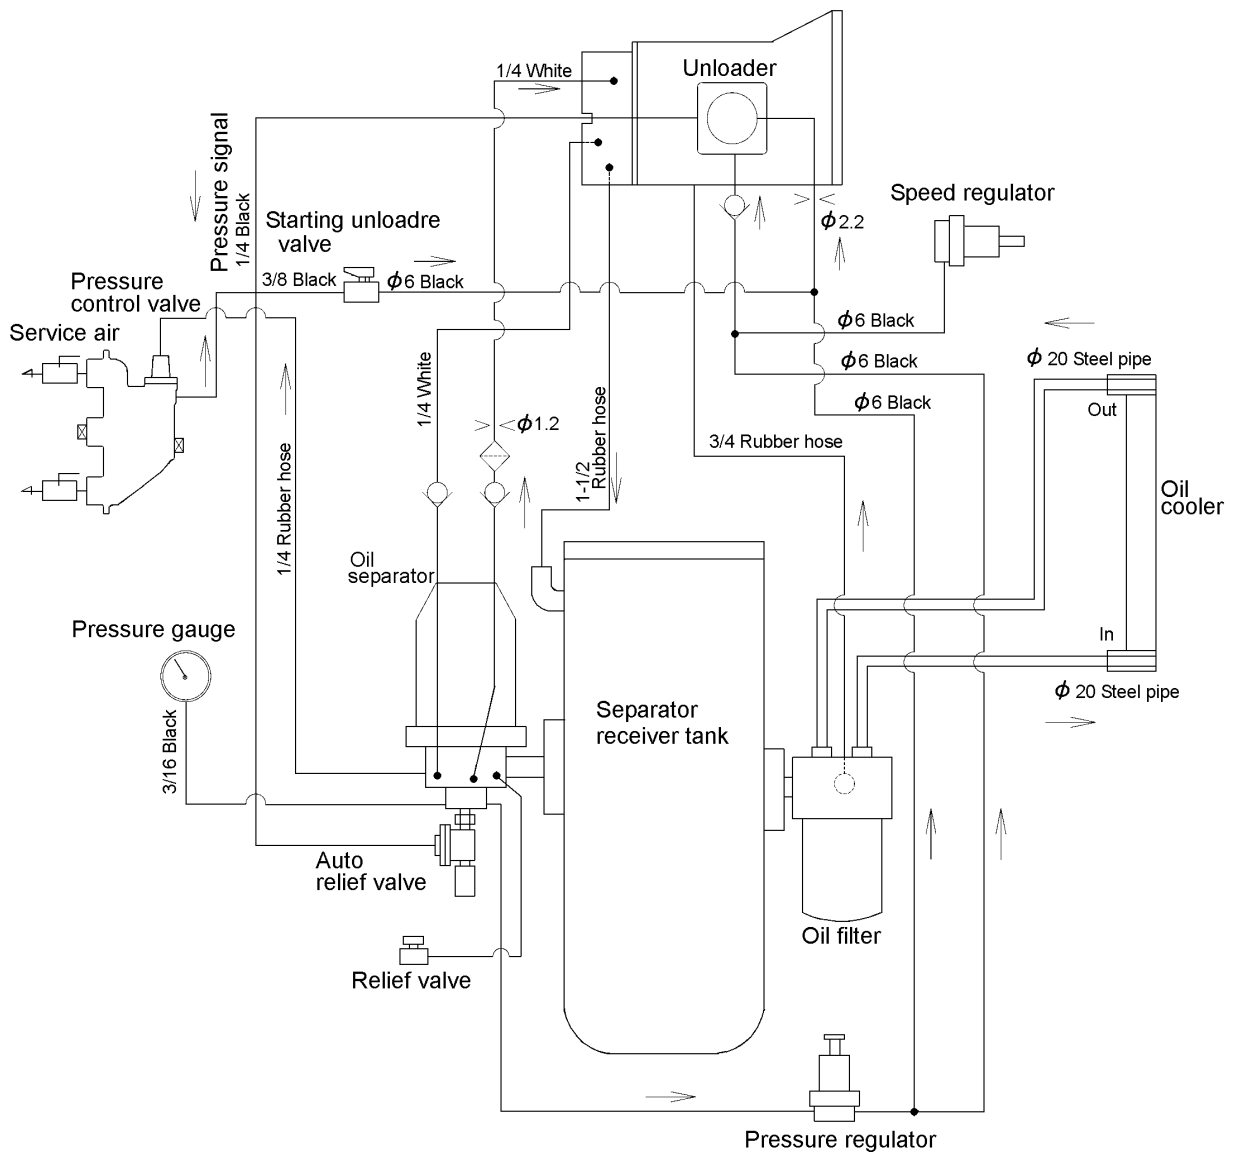 1/4 White
Unloader
Pressure signal
1/4 Black
Starting unloadre
valve
3/8 Black
ϕ6 Black
ϕ2.2
Speed regulator
Pressure
control valve
Service air
ϕ6 Black
ϕ6 Black
ϕ6 Black
ϕ 20 Steel pipe
Out
1/4 White
ϕ1.2
1-1/2
Rubber hose
3/4 Rubber hose
Oil
cooler
1/4 Rubber hose
Oil
separator
Pressure gauge
In
ϕ 20 Steel pipe
3/16 Black
Separator
receiver tank
Auto
relief valve
Oil filter
Relief valve
Pressure regulator